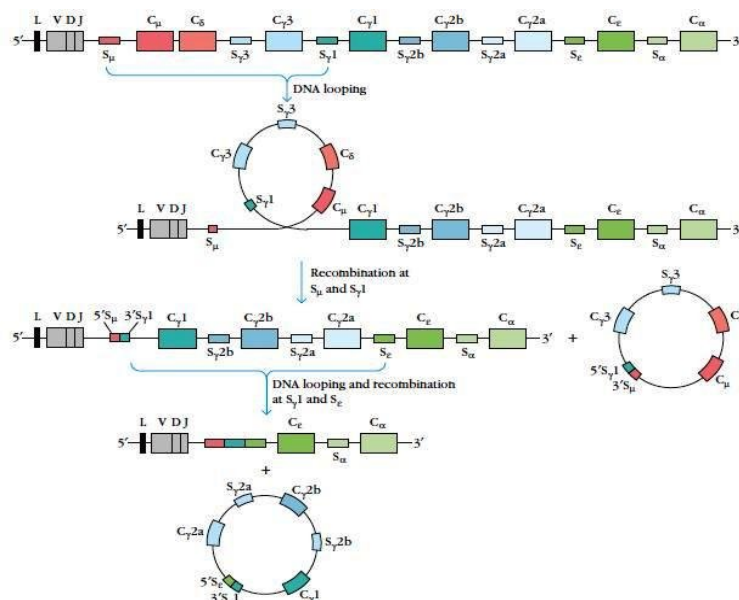 L V D J Cμ Cδ Cγ3 Cγ1 Cγ2b Cγ2a Cε Cα
5′ 3′
Sμ Sγ3 Sγ1 Sγ2b Sγ2a Sε Sα
DNA looping
Sγ3
Cγ3 Cδ
Sγ1 Cμ
L V D J Cγ1 Cγ2b Cγ2a Cε Cα
5′ 3′
Sμ Sγ2b Sγ2a Sε Sα
Recombination at
Sμ and Sγ1
L V D J 5′Sμ 3′Sγ1 Cγ1 Cγ2b Cγ2a Cε Cα
5′ 3′ +
Sγ2b Sγ2a Sε Sα
Sγ3
Cγ3
5′Sγ1
3′Sμ Cμ
DNA looping and recombination
at Sγ1 and Sε
L V D J Cε Cα
5′ 3′
Sα
+
Sγ2a Cγ2b
Cγ2a Sγ2b
5′Sε
Cγ1